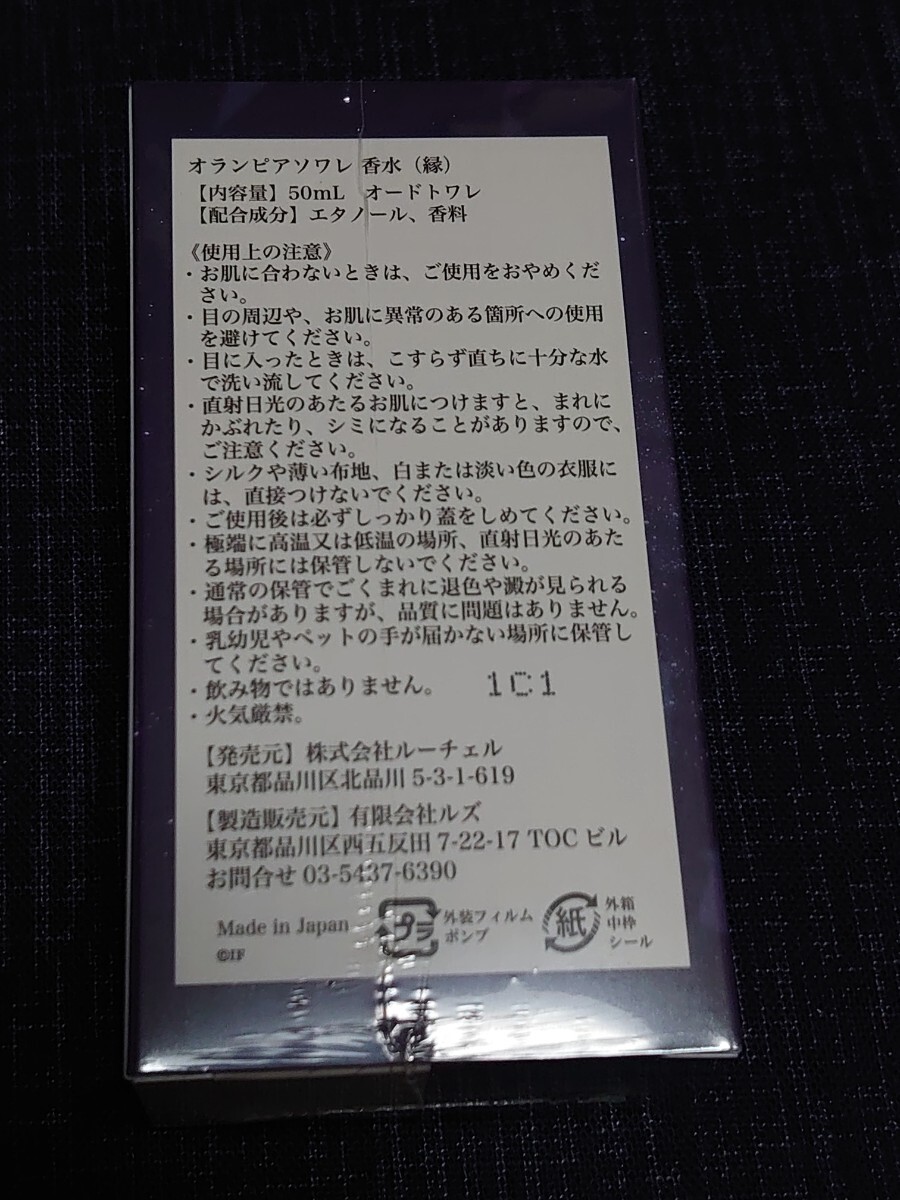 オランピアソワレ 香水（縁）
【内容量】50mL　オードトワレ
【配合成分】エタノール、香料
《使用上の注意》
・お肌に合わないときは、ご使用をおやめくだ
さい。
・目の周辺や、お肌に異常のある箇所への使用
を避けてください。
・目に入ったときは、こすらず直ちに十分な水
で洗い流してください。
・直射日光のあたるお肌につけますと、まれに
かぶれたり、シミになることがありますので、
ご注意ください。
・シルクや薄い布地、白または淡い色の衣服に
は、直接つけないでください。
・ご使用後は必ずしっかり蓋をしめてください。
・極端に高温又は低温の場所、直射日光のあた
る場所には保管しないでください。
・通常の保管でごくまれに退色や澱が見られる
場合がありますが、品質に問題はありません。
・乳幼児やペットの手が届かない場所に保管し
てください。
・飲み物ではありません。 1C1
・火気厳禁。
【発売元】株式会社ルーチェル
東京都品川区北品川 5-3-1-619
【製造販売元】有限会社ルズ
東京都品川区西五反田 7-22-17 TOC ビル
お問合せ 03-5437-6390
Made in Japan
©IF
プラ
外装フィルム
ポンプ
紙
外箱
中枠
シール